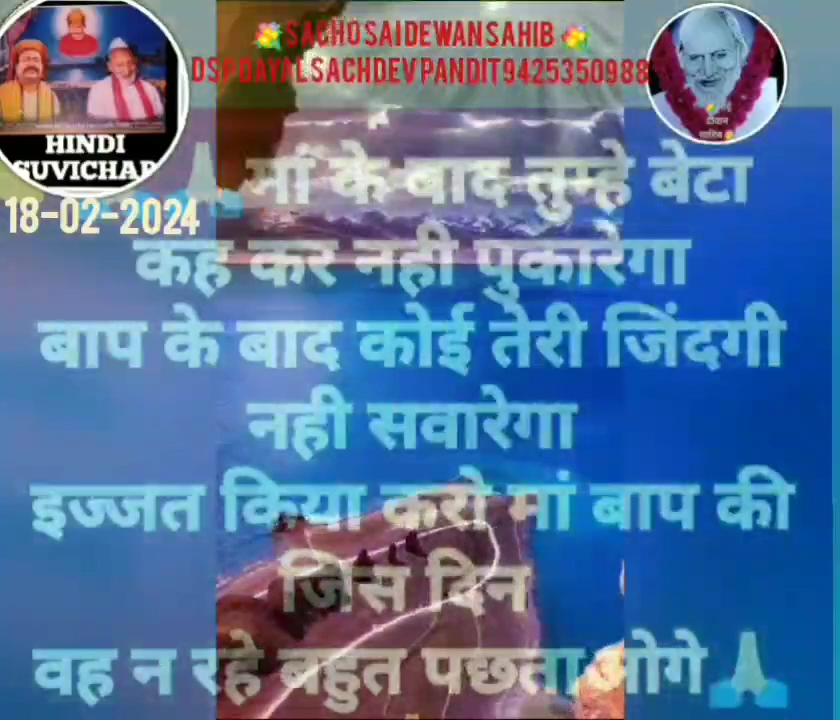 💐 SACHO SAI DEWAN SAHIB 💐
DSP DAYAL SACHDEV PANDIT 9425350988
HINDI
SUVICHAR
18-02-2024
🙏 मां के बाद तुम्हे बेटा
कह कर नही पुकारेगा
बाप के बाद कोई तेरी जिंदगी
नही सवारेगा
इज्जत किया करो मां बाप की
जिस दिन
वह न रहे बहुत पछताओगे 🙏